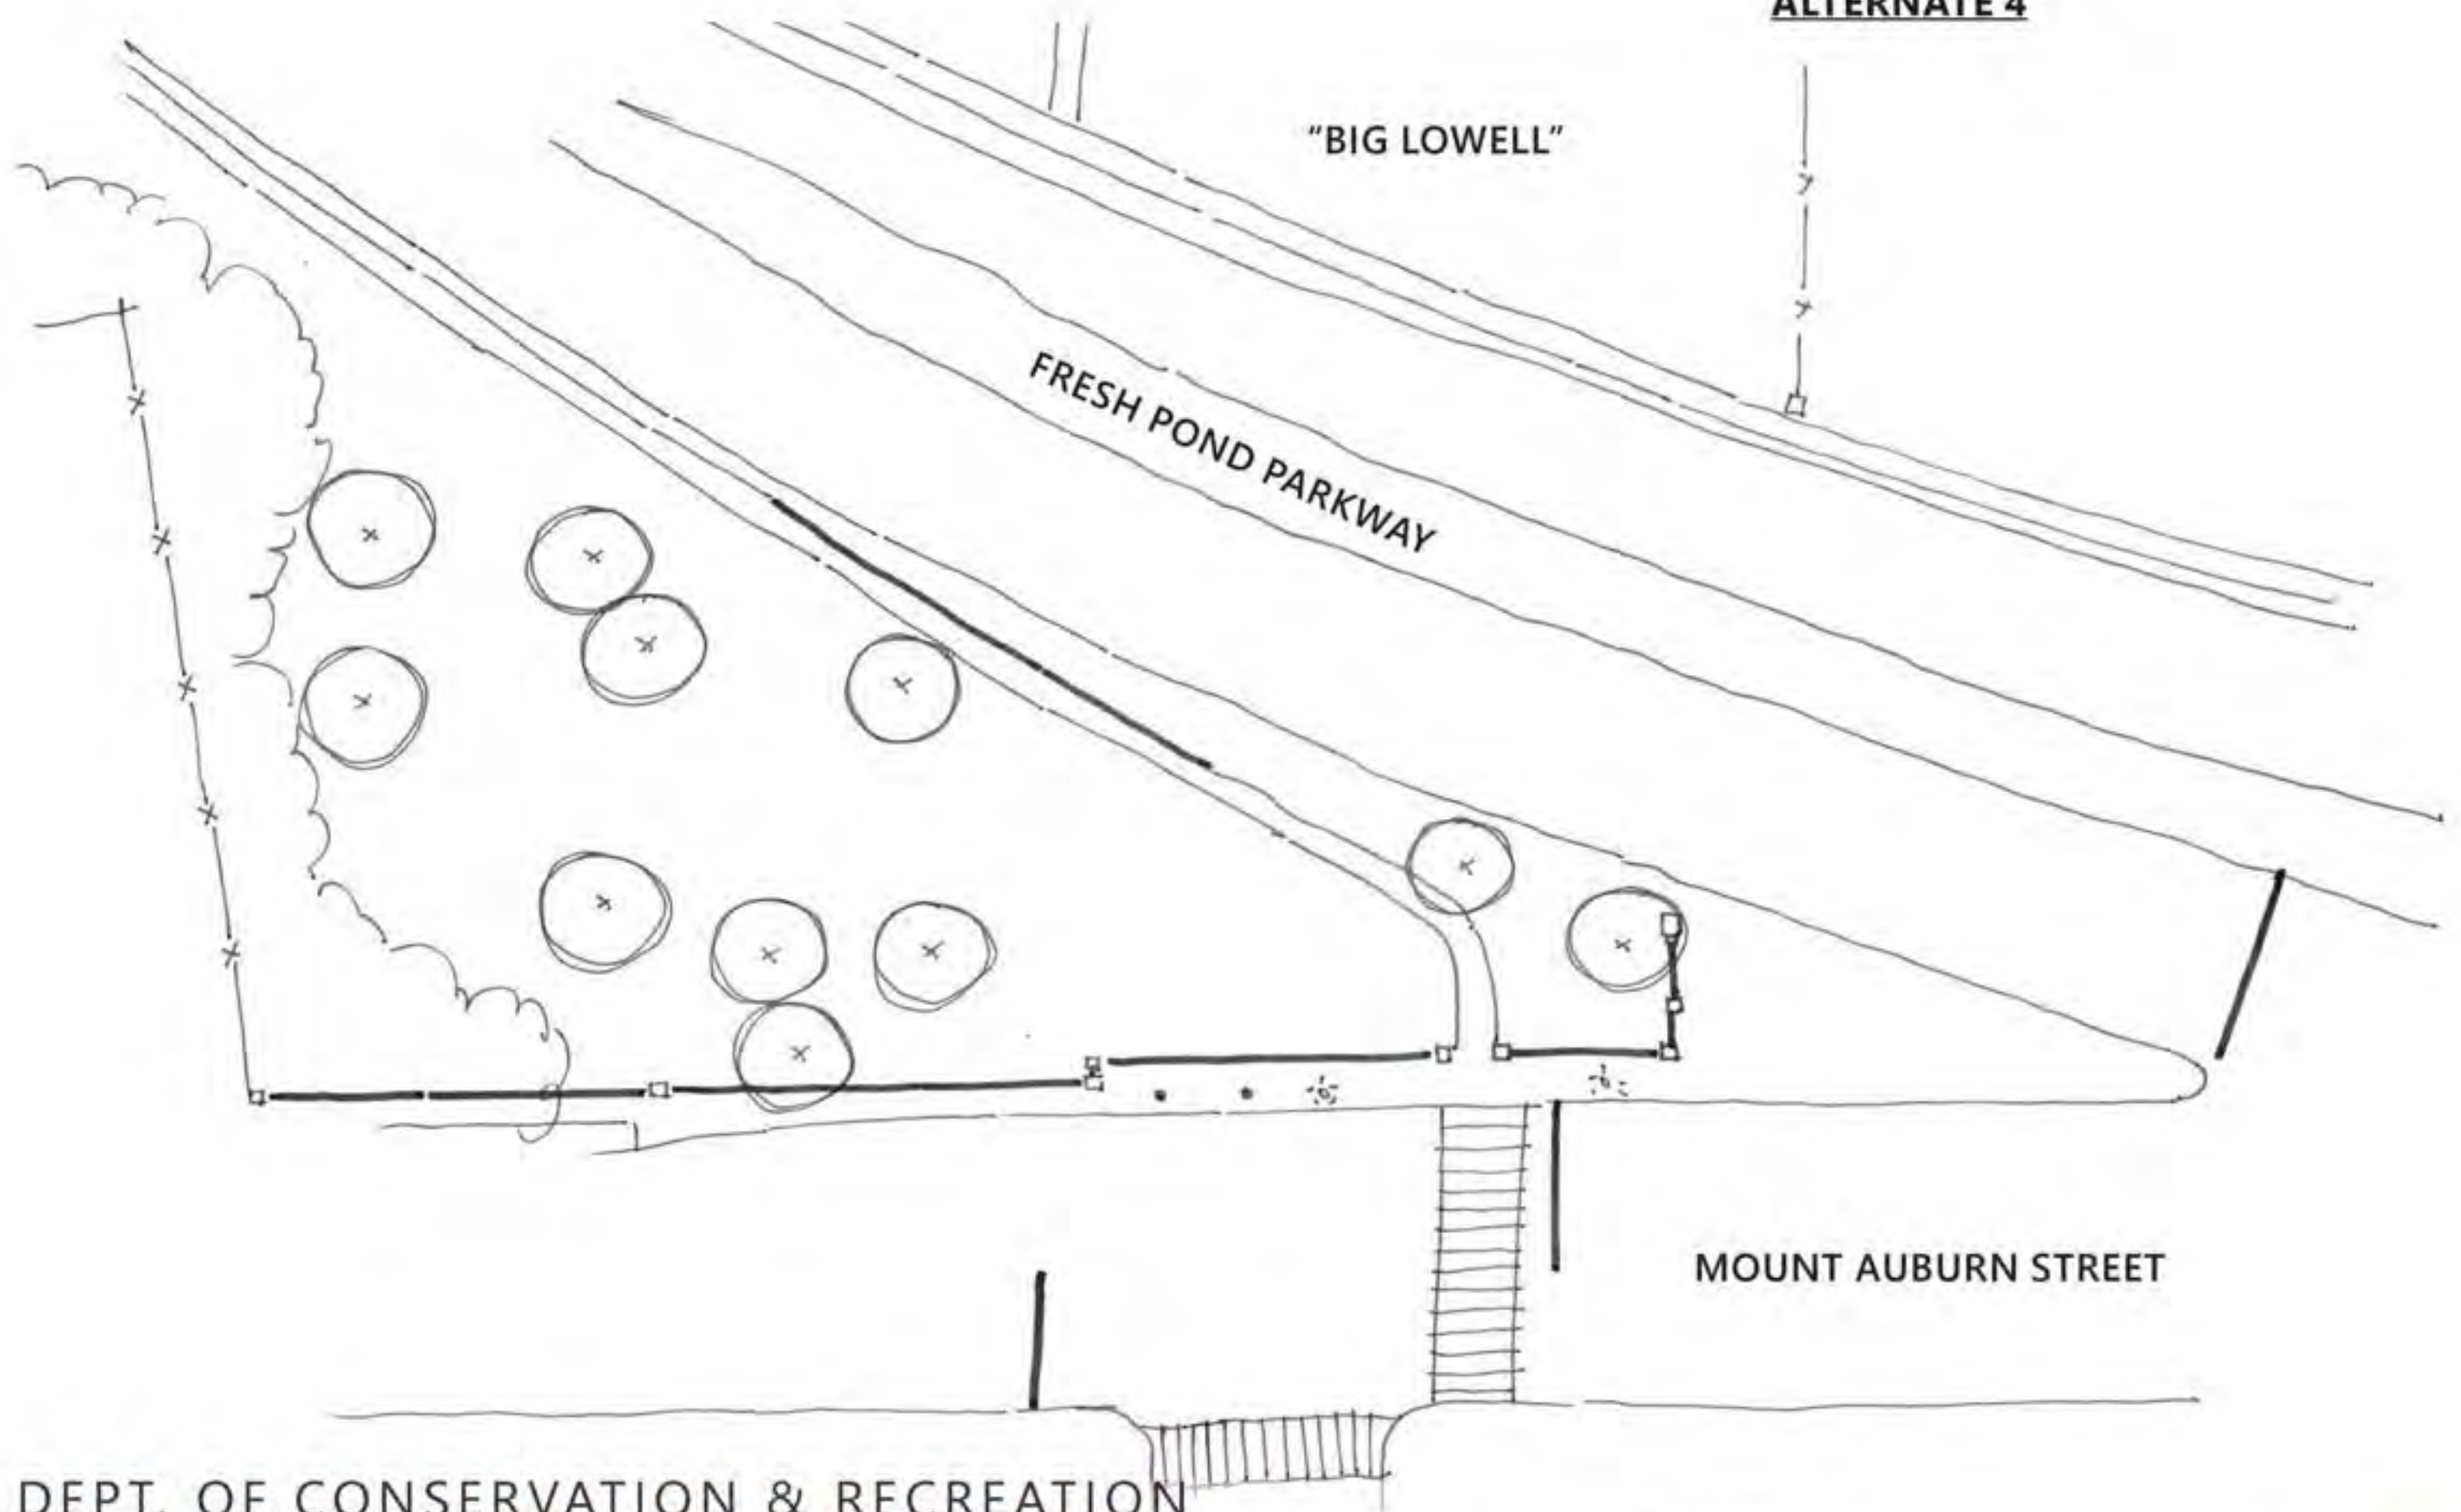 ALTERNATE 4
“BIG LOWELL”
FRESH POND PARKWAY
MOUNT AUBURN STREET
DEPT. OF CONSERVATION & RECREATION